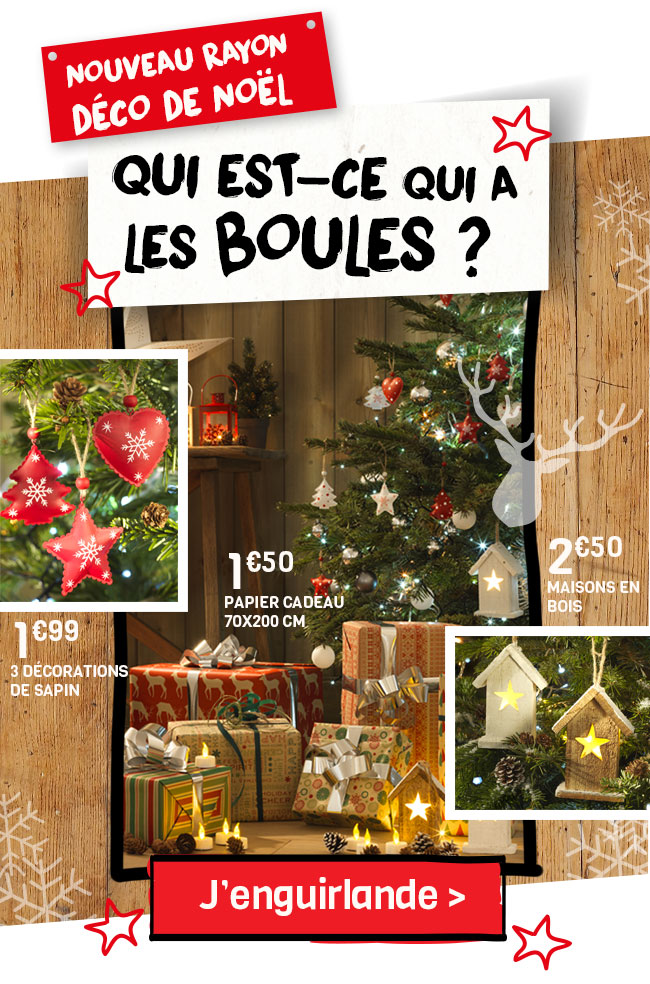 NOUVEAU RAYON
DÉCO DE NOËL
QUI EST-CE QUI A
LES BOULES ?
1€50
PAPIER CADEAU
70X200 CM
2€50
MAISONS EN
BOIS
1€99
3 DÉCORATIONS
DE SAPIN
J'enguirlande >